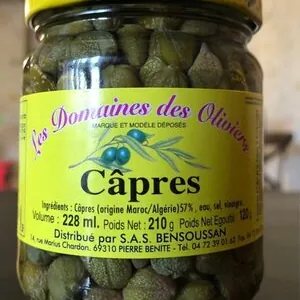 Les Domaines des Oliviers
MARQUE ET MODÈLE DÉPOSÉS
Câpres
Ingrédients : Câpres (origine Maroc/Algérie) 57% , eau, sel, vinaigre.
Volume : 228 ml. Poids Net : 210 g Poids Net Egoutté 120 g
Distribué par S.A.S. BENSOUSSAN
14, rue Marius Chardon. 69310 PIERRE BENITE - Tél. 04 72 39 01 62